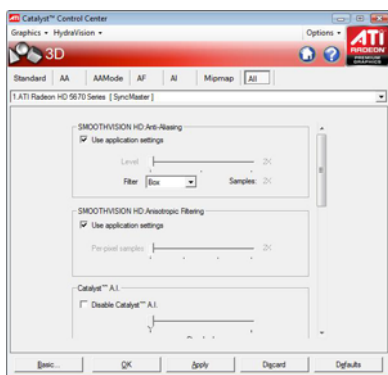 ATI Catalyst™ Control Center
Graphics HydraVision Options
3D
ATI
RADEON
PREMIUM
GRAPHICS
Standard AA AAMode AF AI Mipmap All
1.ATI Radeon HD 5670 Series [ SyncMaster ]
SMOOTHVISION HD:Anti-Aliasing
Use application settings
Level 2X
Filter Box Samples: 2X
SMOOTHVISION HD:Anisotropic Filtering
Use application settings
Per-pixel samples 2X
Catalyst™ A.I.
Disable Catalyst™ A.I.
Basic... OK Apply Discard Defaults